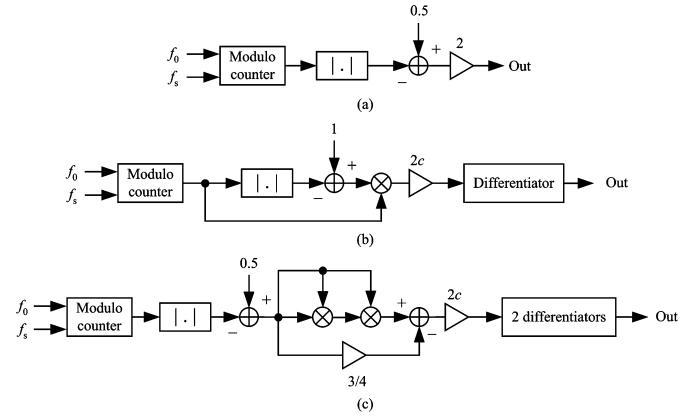 0.5
f₀
fₛ
Modulo
counter
|.|
−
+
2
Out
(a)
1
f₀
fₛ
Modulo
counter
|.|
−
+
2c
Differentiator
Out
(b)
0.5
f₀
fₛ
Modulo
counter
|.|
−
+
+
−
2c
2 differentiators
Out
3/4
(c)